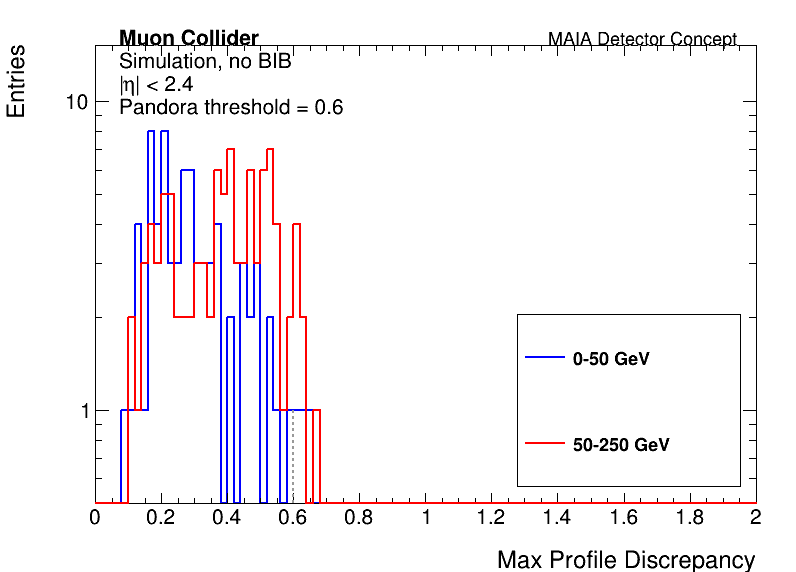 Muon Collider
MAIA Detector Concept
Simulation, no BIB
|η| < 2.4
Pandora threshold = 0.6
Entries
10
1
0-50 GeV
50-250 GeV
0 0.2 0.4 0.6 0.8 1 1.2 1.4 1.6 1.8 2
Max Profile Discrepancy